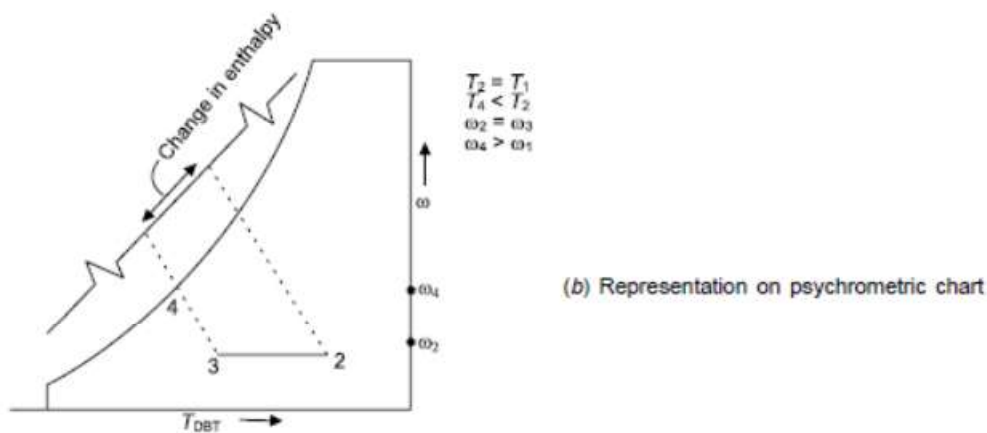 Change in enthalpy
T₂ = T₁
T₄ < T₂
ω₂ = ω₃
ω₄ > ω₁
ω
ω₄
(b) Representation on psychrometric chart
4
ω₂
3
2
T_DBT